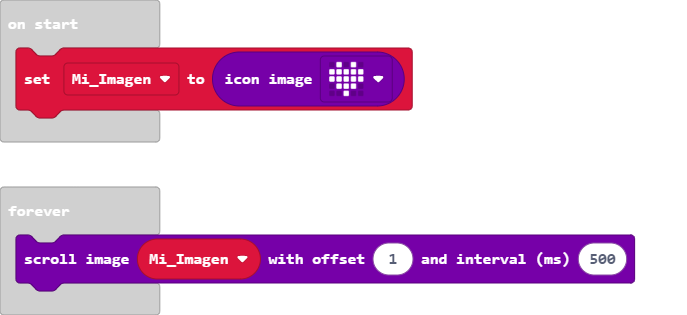 on start
set Mi_Imagen to icon image
forever
scroll image Mi_Imagen with offset 1 and interval (ms) 500